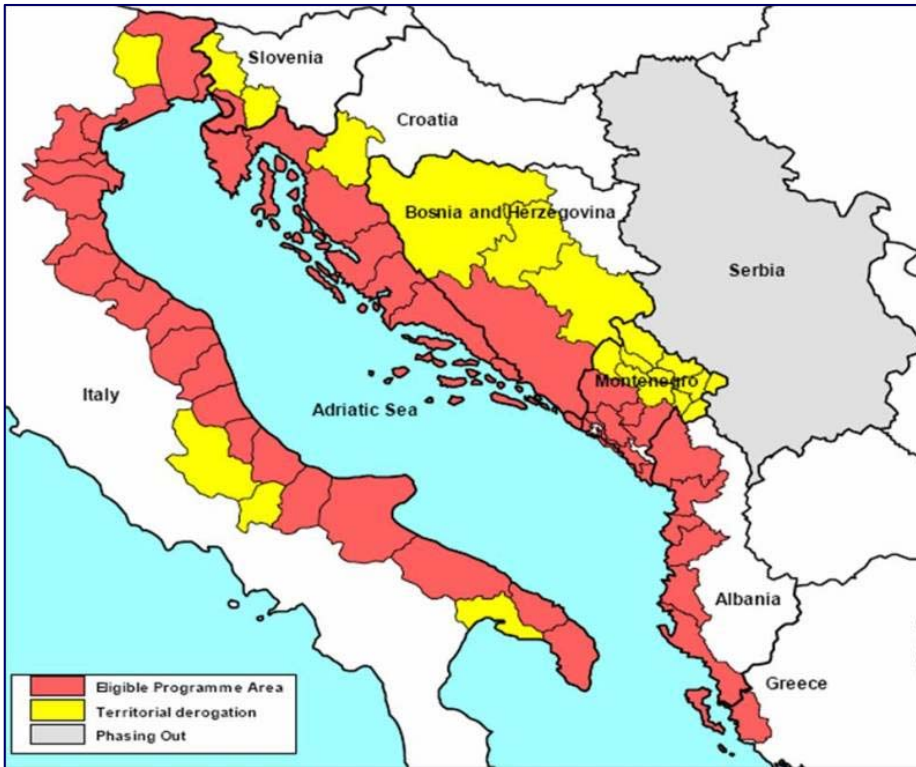 Slovenia
Croatia
Bosnia and Herzegovina
Serbia
Montenegro
Italy
Adriatic Sea
Albania
Greece
Eligible Programme Area
Territorial derogation
Phasing Out